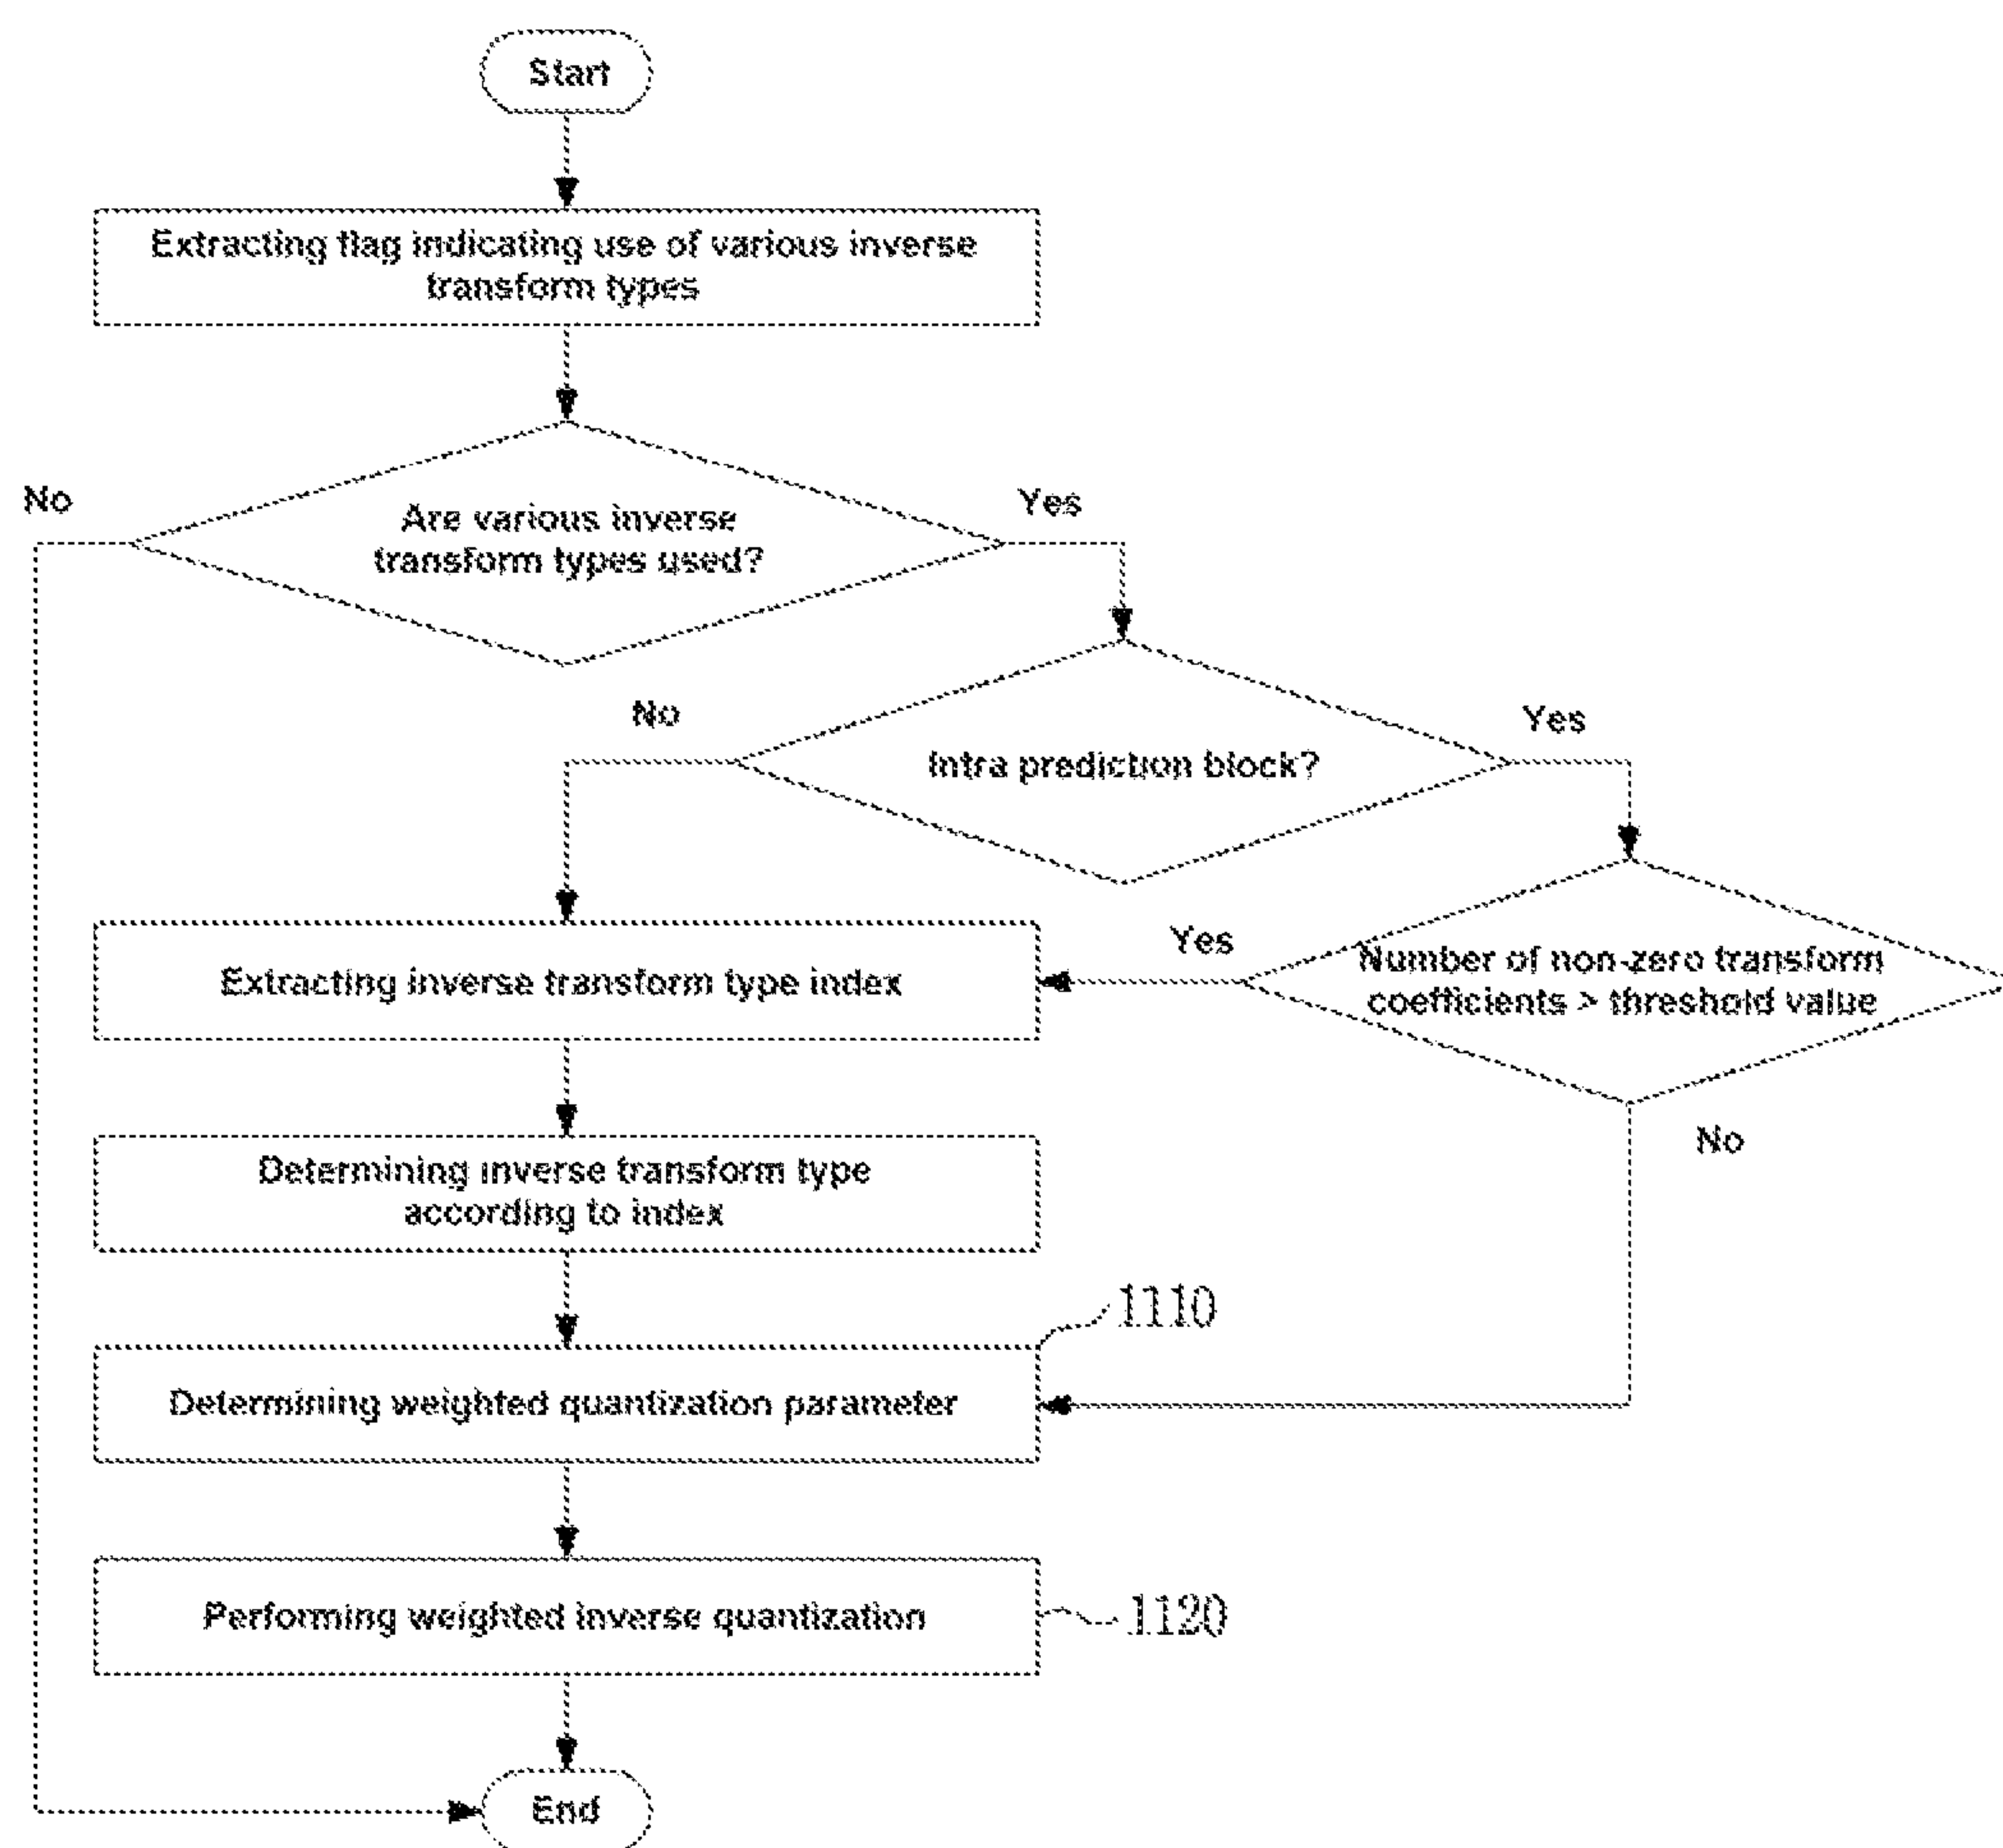 Start
Extracting flag indicating use of various inverse
transform types
No
Are various inverse
transform types used?
Yes
No
Intra prediction block?
Yes
Extracting inverse transform type index
Yes
Number of non-zero transform
coefficients > threshold value
No
Determining inverse transform type
according to index
1110
Determining weighted quantization parameter
Performing weighted inverse quantization
1120
End